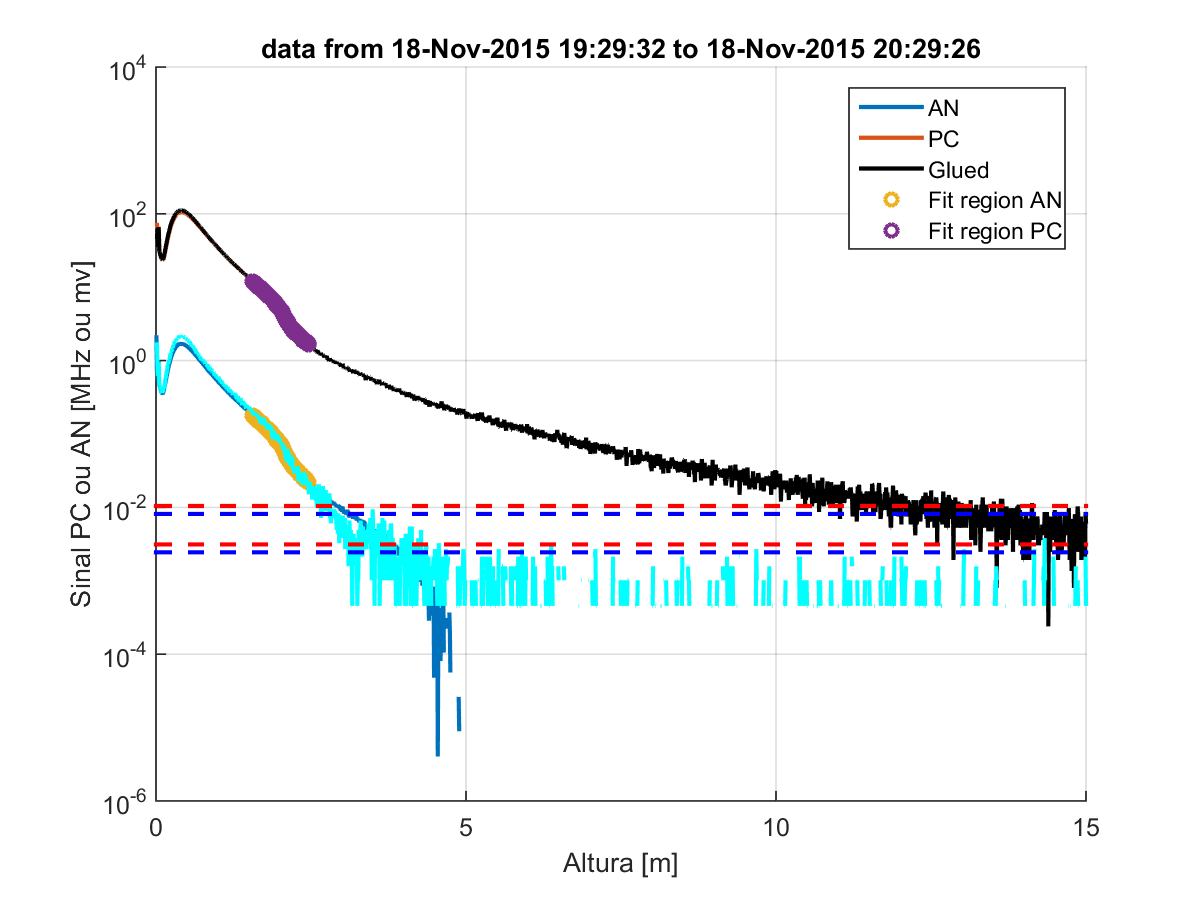 data from 18-Nov-2015 19:29:32 to 18-Nov-2015 20:29:26
Sinal PC ou AN [MHz ou mv]
10^4
10^2
10^0
10^-2
10^-4
10^-6
AN
PC
Glued
Fit region AN
Fit region PC
0
5
10
15
Altura [m]